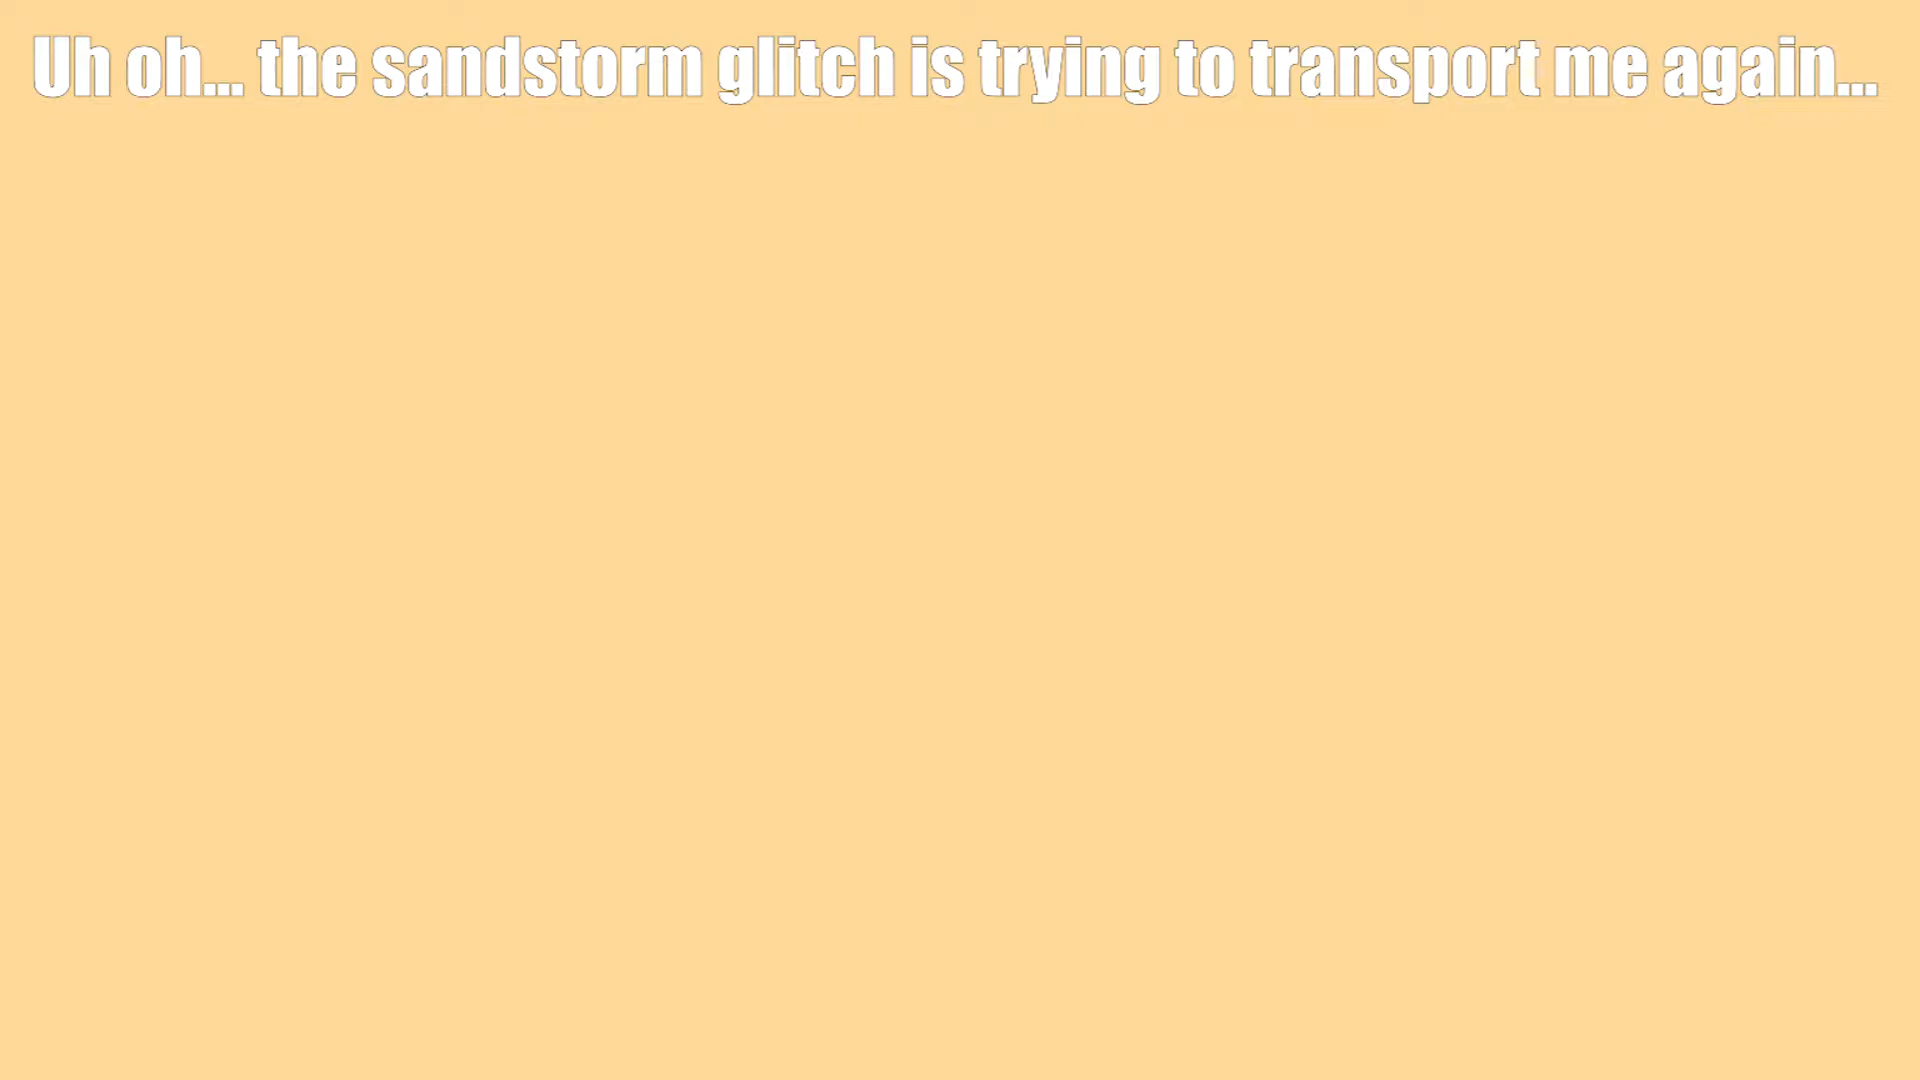 Uh oh... the sandstorm glitch is trying to transport me again...